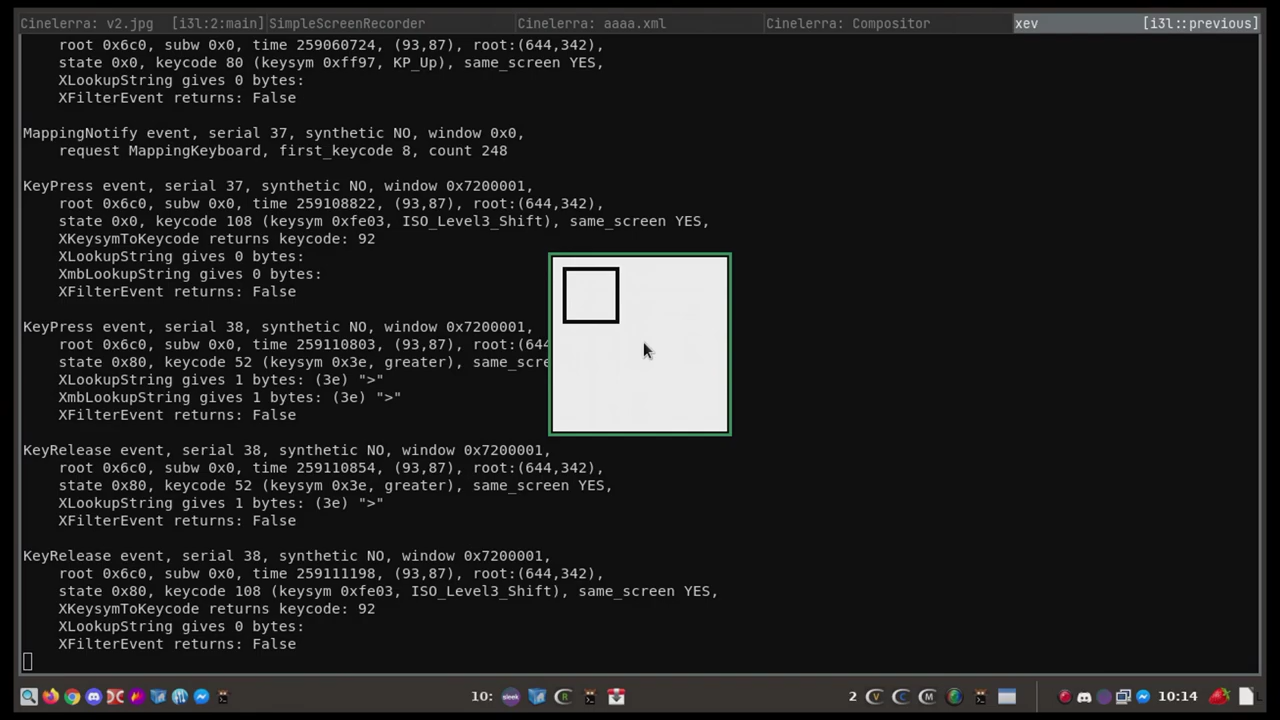 Cinelerra: v2.jpg [i3l:2:main] SimpleScreenRecorder Cinelerra: aaaa.xml Cinelerra: Compositor xev [i3l::previous]
root 0x6c0, subw 0x0, time 259060724, (93,87), root:(644,342),
state 0x0, keycode 80 (keysym 0xff97, KP_Up), same_screen YES,
XLookupString gives 0 bytes:
XFilterEvent returns: False
MappingNotify event, serial 37, synthetic NO, window 0x0,
request MappingKeyboard, first_keycode 8, count 248
KeyPress event, serial 37, synthetic NO, window 0x7200001,
root 0x6c0, subw 0x0, time 259108822, (93,87), root:(644,342),
state 0x0, keycode 108 (keysym 0xfe03, ISO_Level3_Shift), same_screen YES,
XKeysymToKeycode returns keycode: 92
XLookupString gives 0 bytes:
XmbLookupString gives 0 bytes:
XFilterEvent returns: False
KeyPress event, serial 38, synthetic NO, window 0x7200001,
root 0x6c0, subw 0x0, time 259110803, (93,87), root:(64
state 0x80, keycode 52 (keysym 0x3e, greater), same_scre
XLookupString gives 1 bytes: (3e) ">"
XmbLookupString gives 1 bytes: (3e) ">"
XFilterEvent returns: False
KeyRelease event, serial 38, synthetic NO, window 0x7200001,
root 0x6c0, subw 0x0, time 259110854, (93,87), root:(644,342),
state 0x80, keycode 52 (keysym 0x3e, greater), same_screen YES,
XLookupString gives 1 bytes: (3e) ">"
XFilterEvent returns: False
KeyRelease event, serial 38, synthetic NO, window 0x7200001,
root 0x6c0, subw 0x0, time 259111198, (93,87), root:(644,342),
state 0x80, keycode 108 (keysym 0xfe03, ISO_Level3_Shift), same_screen YES,
XKeysymToKeycode returns keycode: 92
XLookupString gives 0 bytes:
XFilterEvent returns: False
10: sleek R 2 V C M 10:14